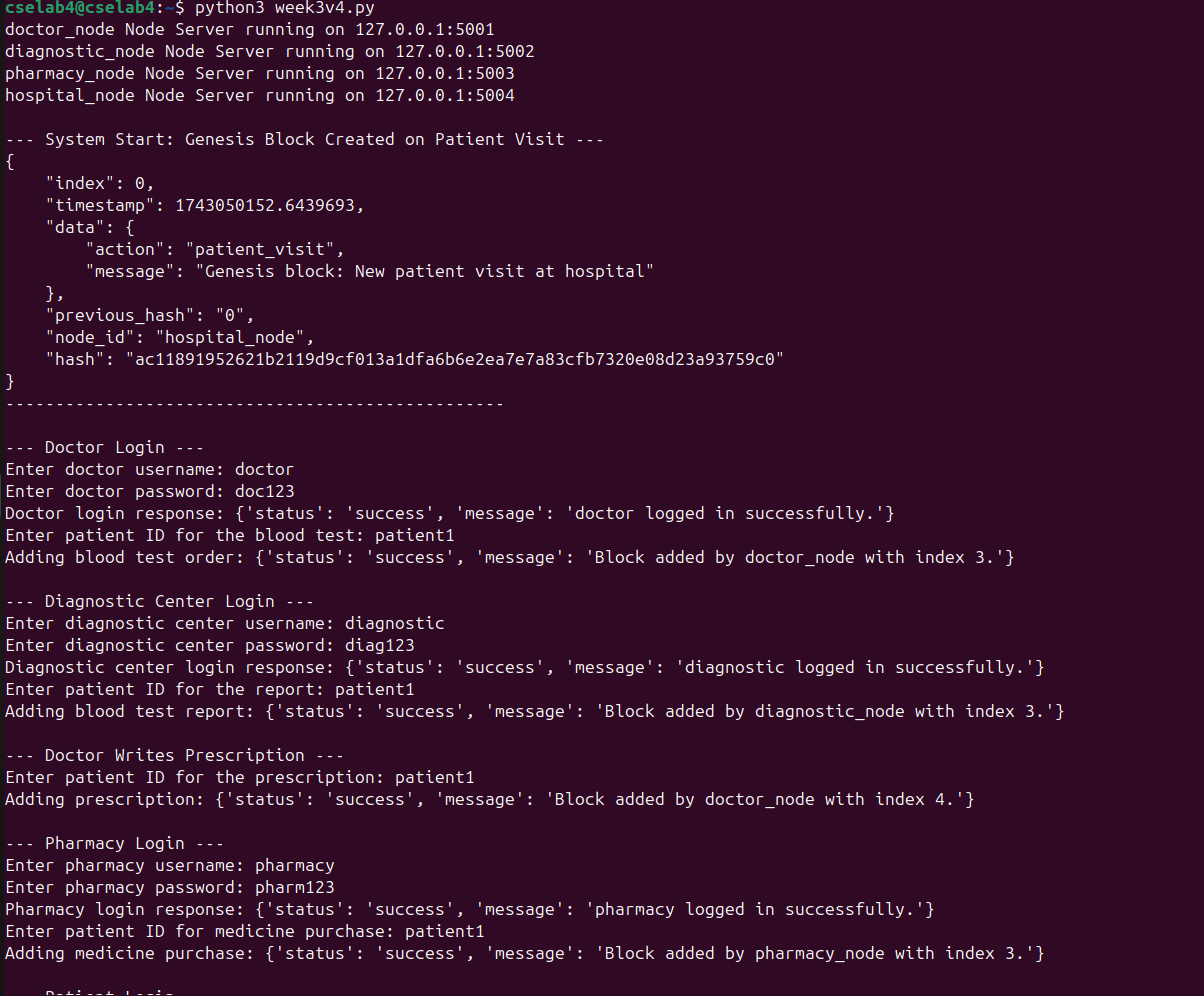 cselab4@cselab4:~$ python3 week3v4.py
doctor_node Node Server running on 127.0.0.1:5001
diagnostic_node Node Server running on 127.0.0.1:5002
pharmacy_node Node Server running on 127.0.0.1:5003
hospital_node Node Server running on 127.0.0.1:5004

--- System Start: Genesis Block Created on Patient Visit ---
{
    "index": 0,
    "timestamp": 1743050152.6439693,
    "data": {
        "action": "patient_visit",
        "message": "Genesis block: New patient visit at hospital"
    },
    "previous_hash": "0",
    "node_id": "hospital_node",
    "hash": "ac11891952621b2119d9cf013a1dfa6b6e2ea7e7a83cfb7320e08d23a93759c0"
}
--------------------------------------------------

--- Doctor Login ---
Enter doctor username: doctor
Enter doctor password: doc123
Doctor login response: {'status': 'success', 'message': 'doctor logged in successfully.'}
Enter patient ID for the blood test: patient1
Adding blood test order: {'status': 'success', 'message': 'Block added by doctor_node with index 3.'}

--- Diagnostic Center Login ---
Enter diagnostic center username: diagnostic
Enter diagnostic center password: diag123
Diagnostic center login response: {'status': 'success', 'message': 'diagnostic logged in successfully.'}
Enter patient ID for the report: patient1
Adding blood test report: {'status': 'success', 'message': 'Block added by diagnostic_node with index 3.'}

--- Doctor Writes Prescription ---
Enter patient ID for the prescription: patient1
Adding prescription: {'status': 'success', 'message': 'Block added by doctor_node with index 4.'}

--- Pharmacy Login ---
Enter pharmacy username: pharmacy
Enter pharmacy password: pharm123
Pharmacy login response: {'status': 'success', 'message': 'pharmacy logged in successfully.'}
Enter patient ID for medicine purchase: patient1
Adding medicine purchase: {'status': 'success', 'message': 'Block added by pharmacy_node with index 3.'}

Patient Login